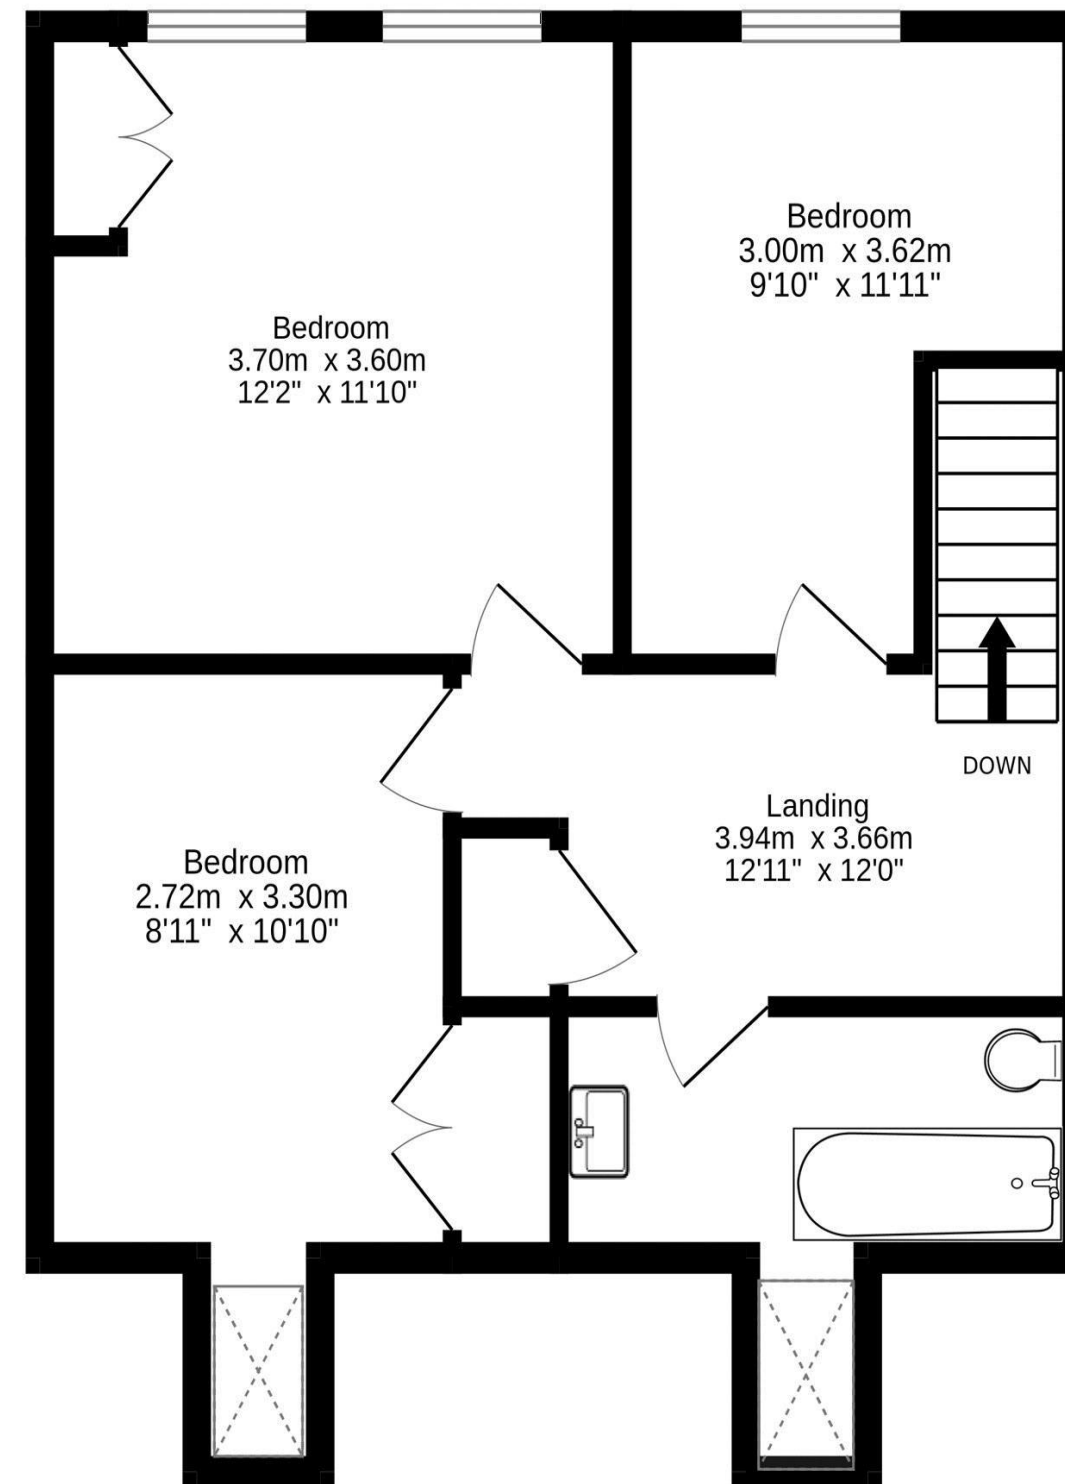 Bedroom
3.00m x 3.62m
9'10" x 11'11"
Bedroom
3.70m x 3.60m
12'2" x 11'10"
DOWN
Landing
3.94m x 3.66m
12'11" x 12'0"
Bedroom
2.72m x 3.30m
8'11" x 10'10"